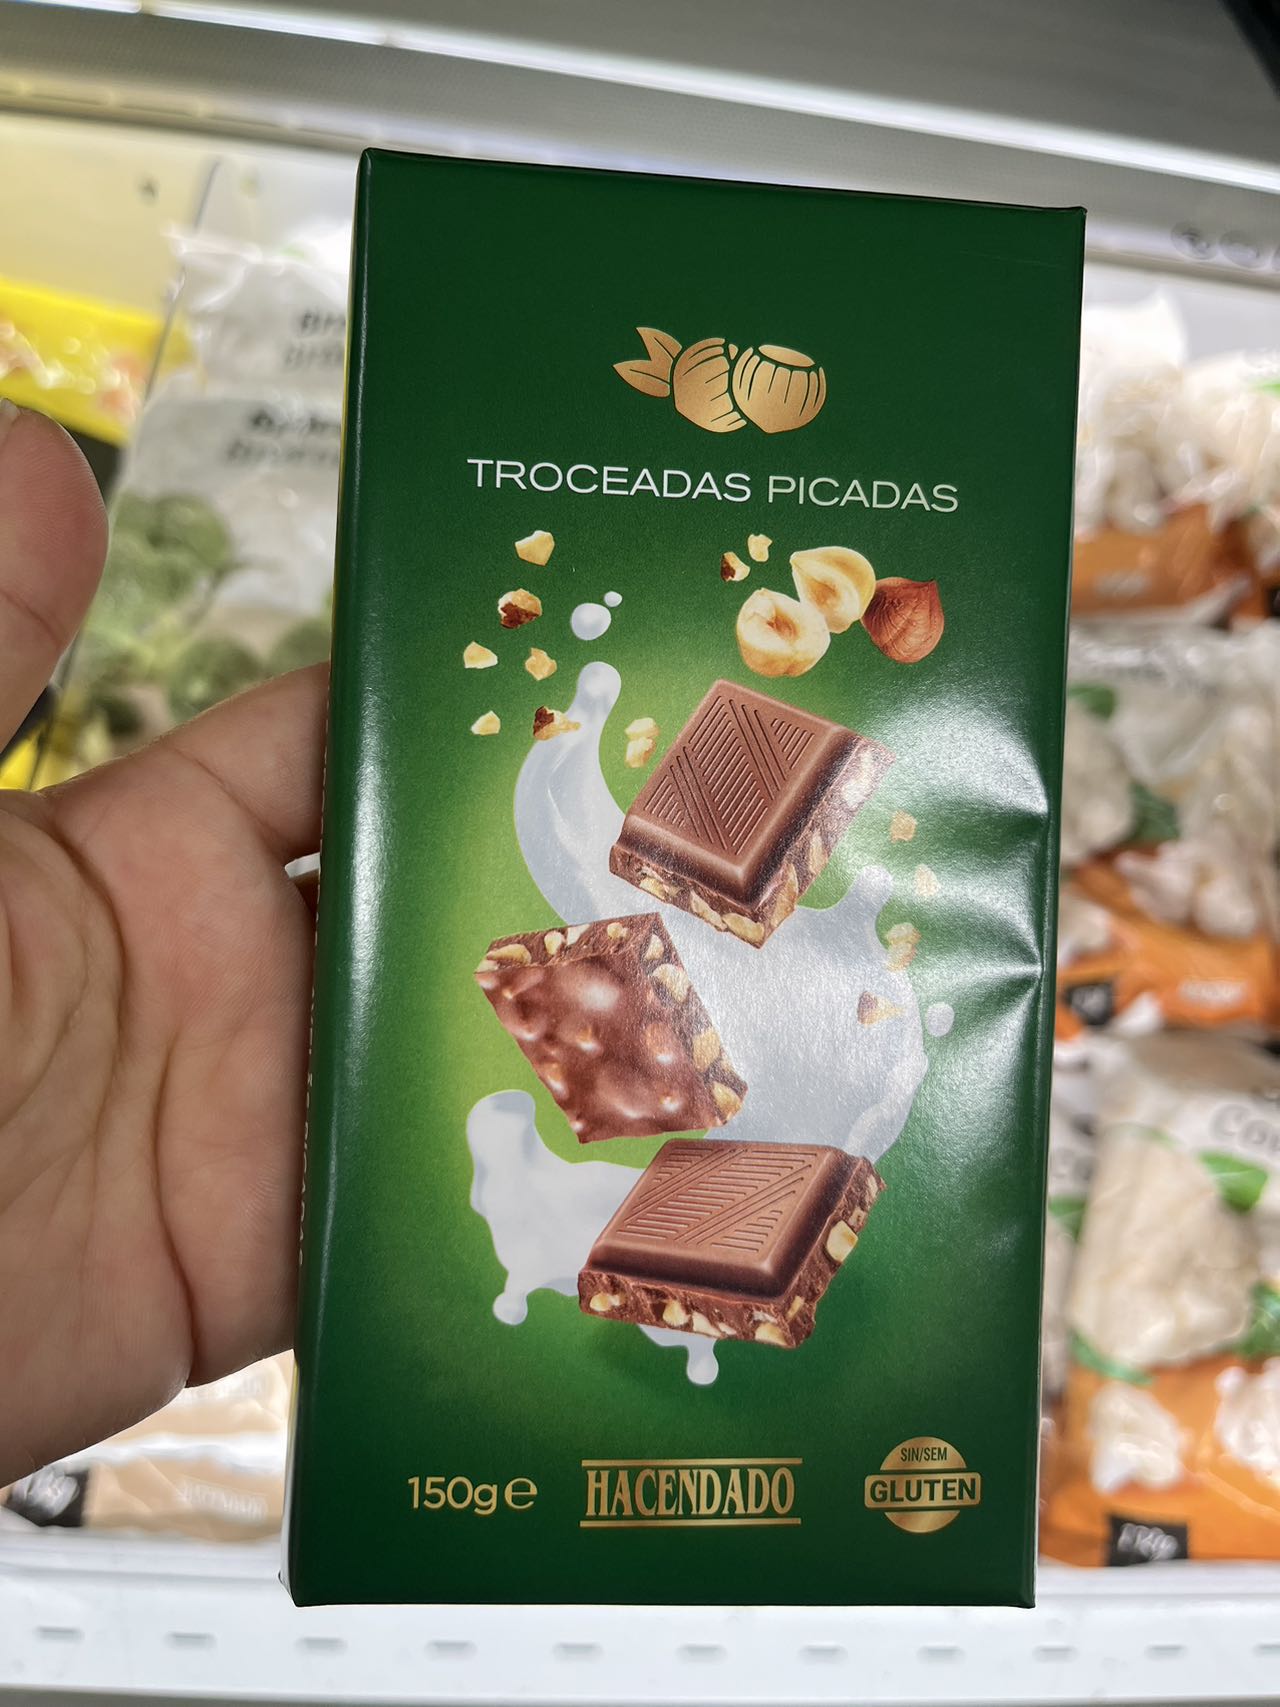 TROCEADAS PICADAS
150g e
HACENDADO
SIN/SEM
GLUTEN